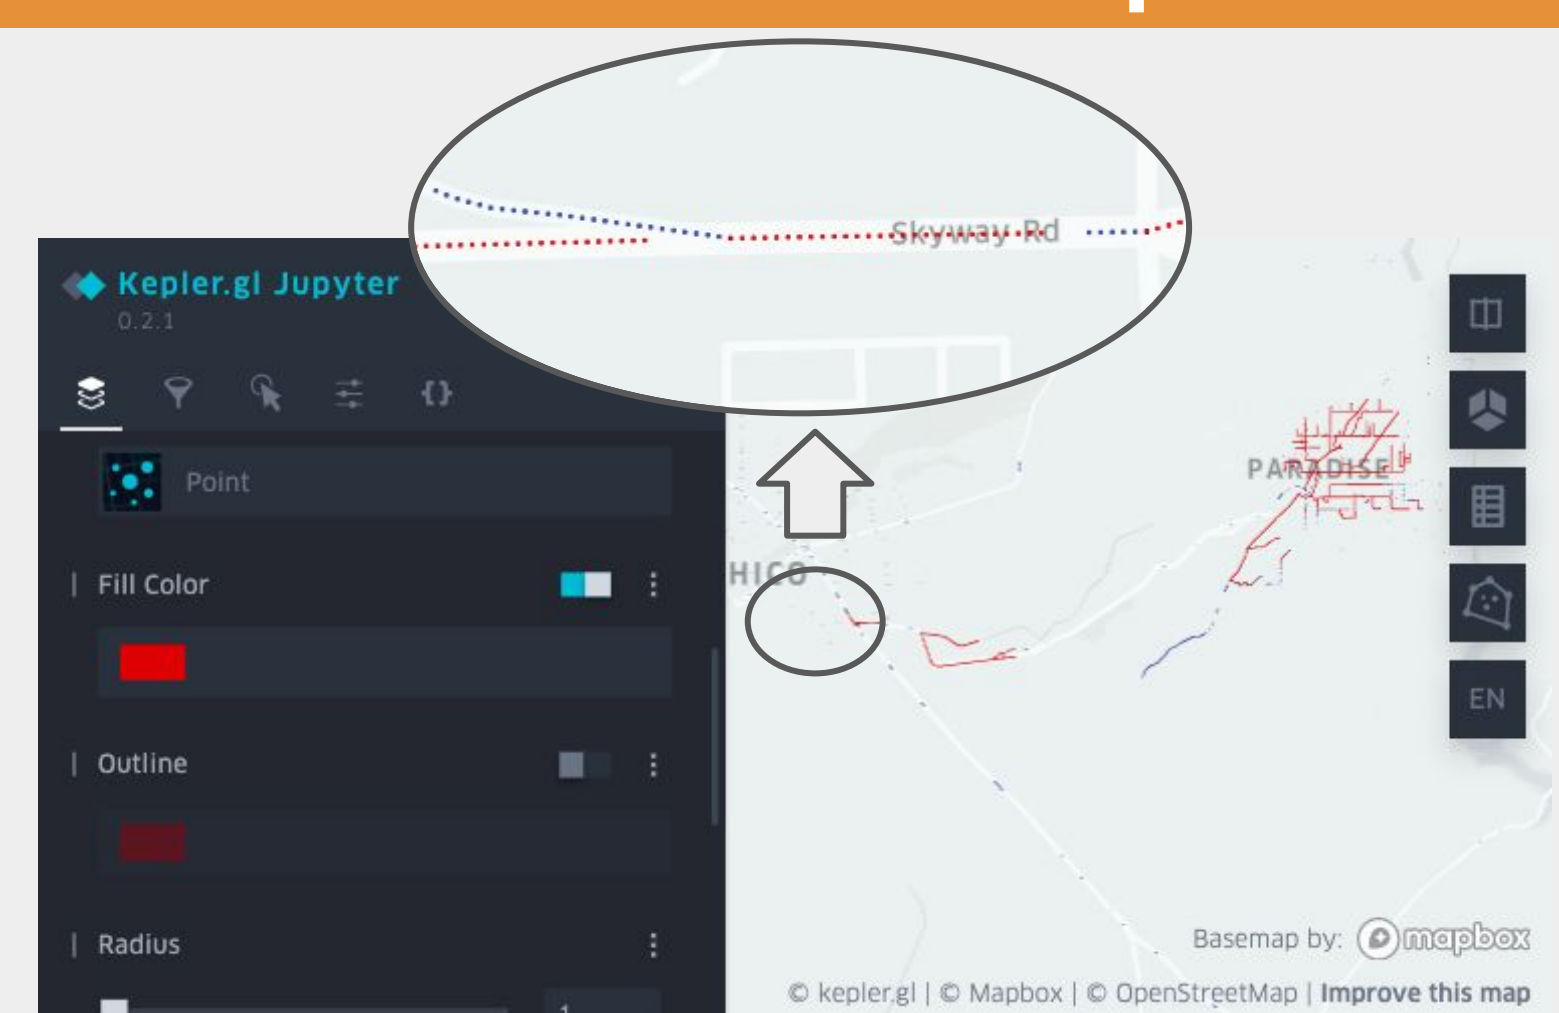 Skyway Rd
Kepler.gl Jupyter
0.2.1
Point
PARADISE
HICO
Fill Color
EN
Outline
Radius
1
Basemap by: mapbox
© kepler.gl | © Mapbox | © OpenStreetMap | Improve this map